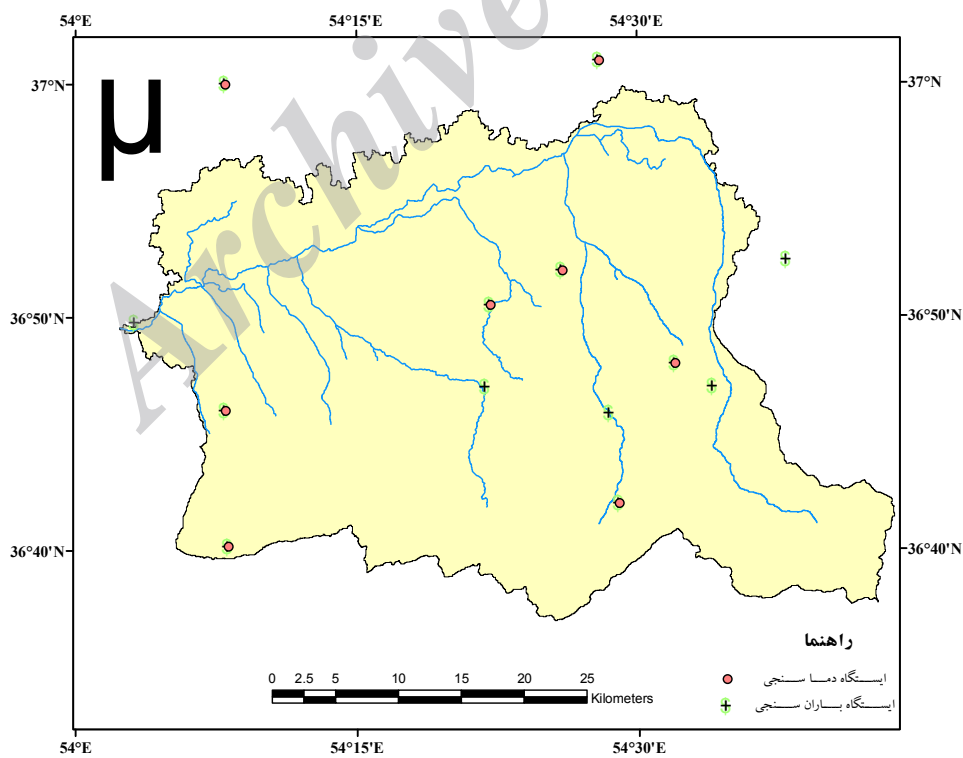 54°E 54°15'E 54°30'E
37°N 37°N
µ
Archive
36°50'N 36°50'N
36°40'N 36°40'N
راهنما
0 2.5 5 10 15 20 25
Kilometers
ایستگاه دما سنجی
ایستگاه باران سنجی
54°E 54°15'E 54°30'E